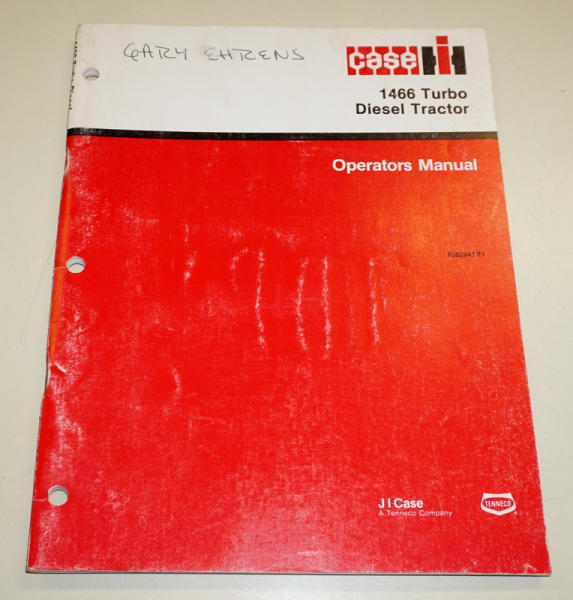 GARY EHRENS
CASE IH
1466 Turbo
Diesel Tractor
Operators Manual
J I Case
A Tenneco Company
TENNECO